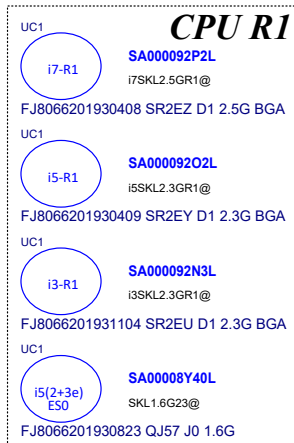 CPU R1
UC1
i7-R1
SA000092P2L
i7SKL2.5GR1@
FJ8066201930408 SR2EZ D1 2.5G BGA
UC1
i5-R1
SA000092O2L
i5SKL2.3GR1@
FJ8066201930409 SR2EY D1 2.3G BGA
UC1
i3-R1
SA000092N3L
i3SKL2.3GR1@
FJ8066201931104 SR2EU D1 2.3G BGA
UC1
i5(2+3e)
ES0
SA00008Y40L
SKL1.6G23@
FJ8066201930823 QJ57 J0 1.6G